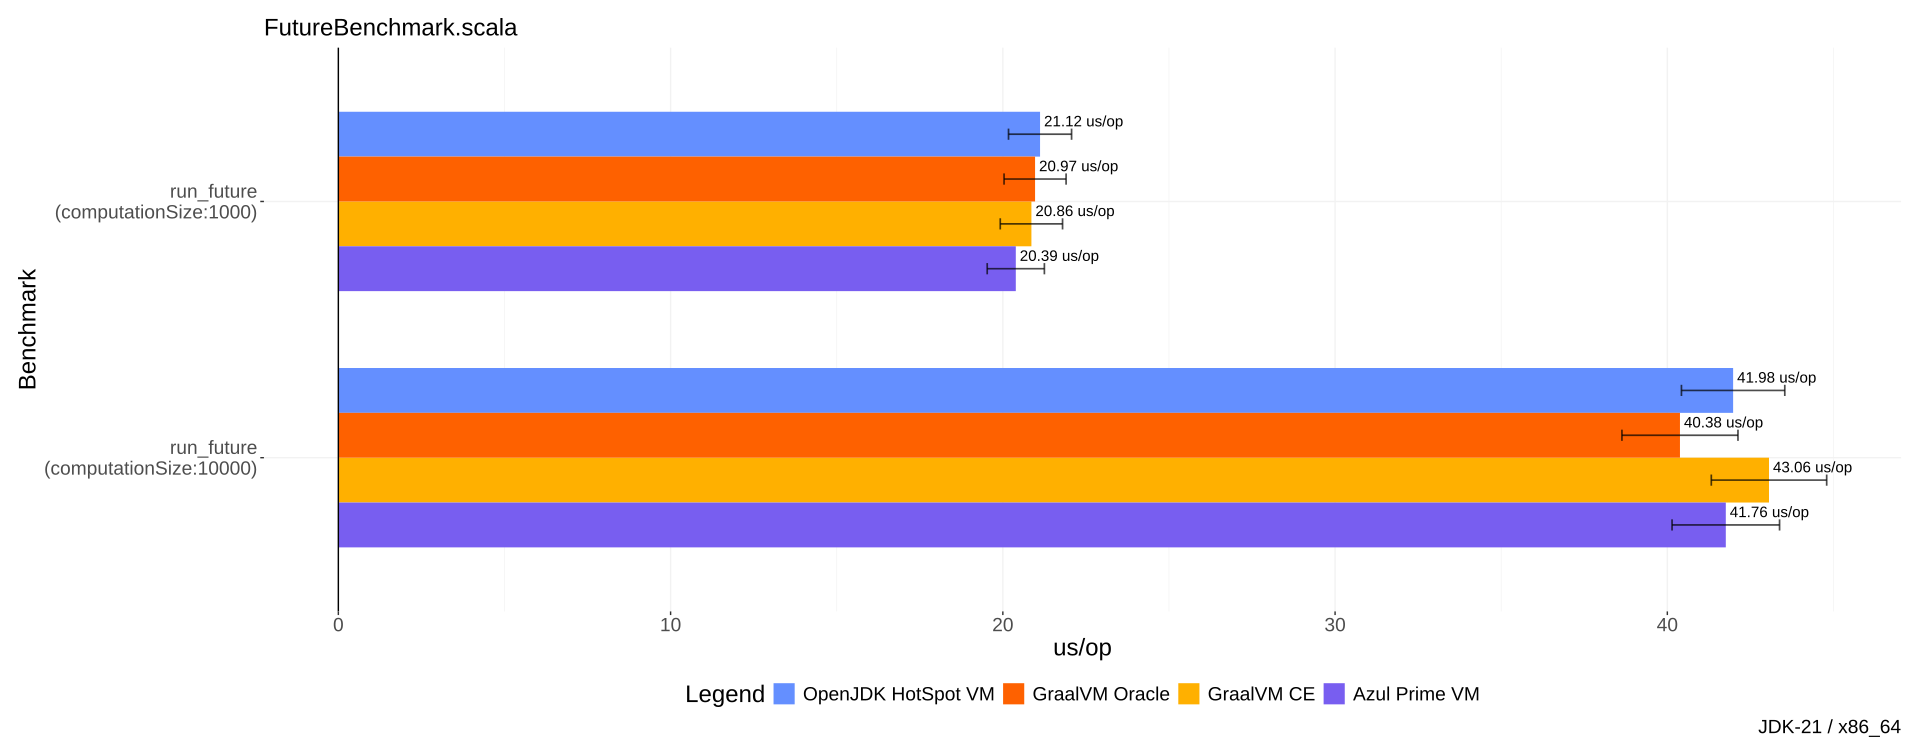 FutureBenchmark.scala
21.12 us/op
20.97 us/op
run_future
(computationSize:1000)
20.86 us/op
20.39 us/op
Benchmark
41.98 us/op
40.38 us/op
run_future
(computationSize:10000)
43.06 us/op
41.76 us/op
0 10 20 30 40
us/op
Legend OpenJDK HotSpot VM GraalVM Oracle GraalVM CE Azul Prime VM
JDK-21 / x86_64